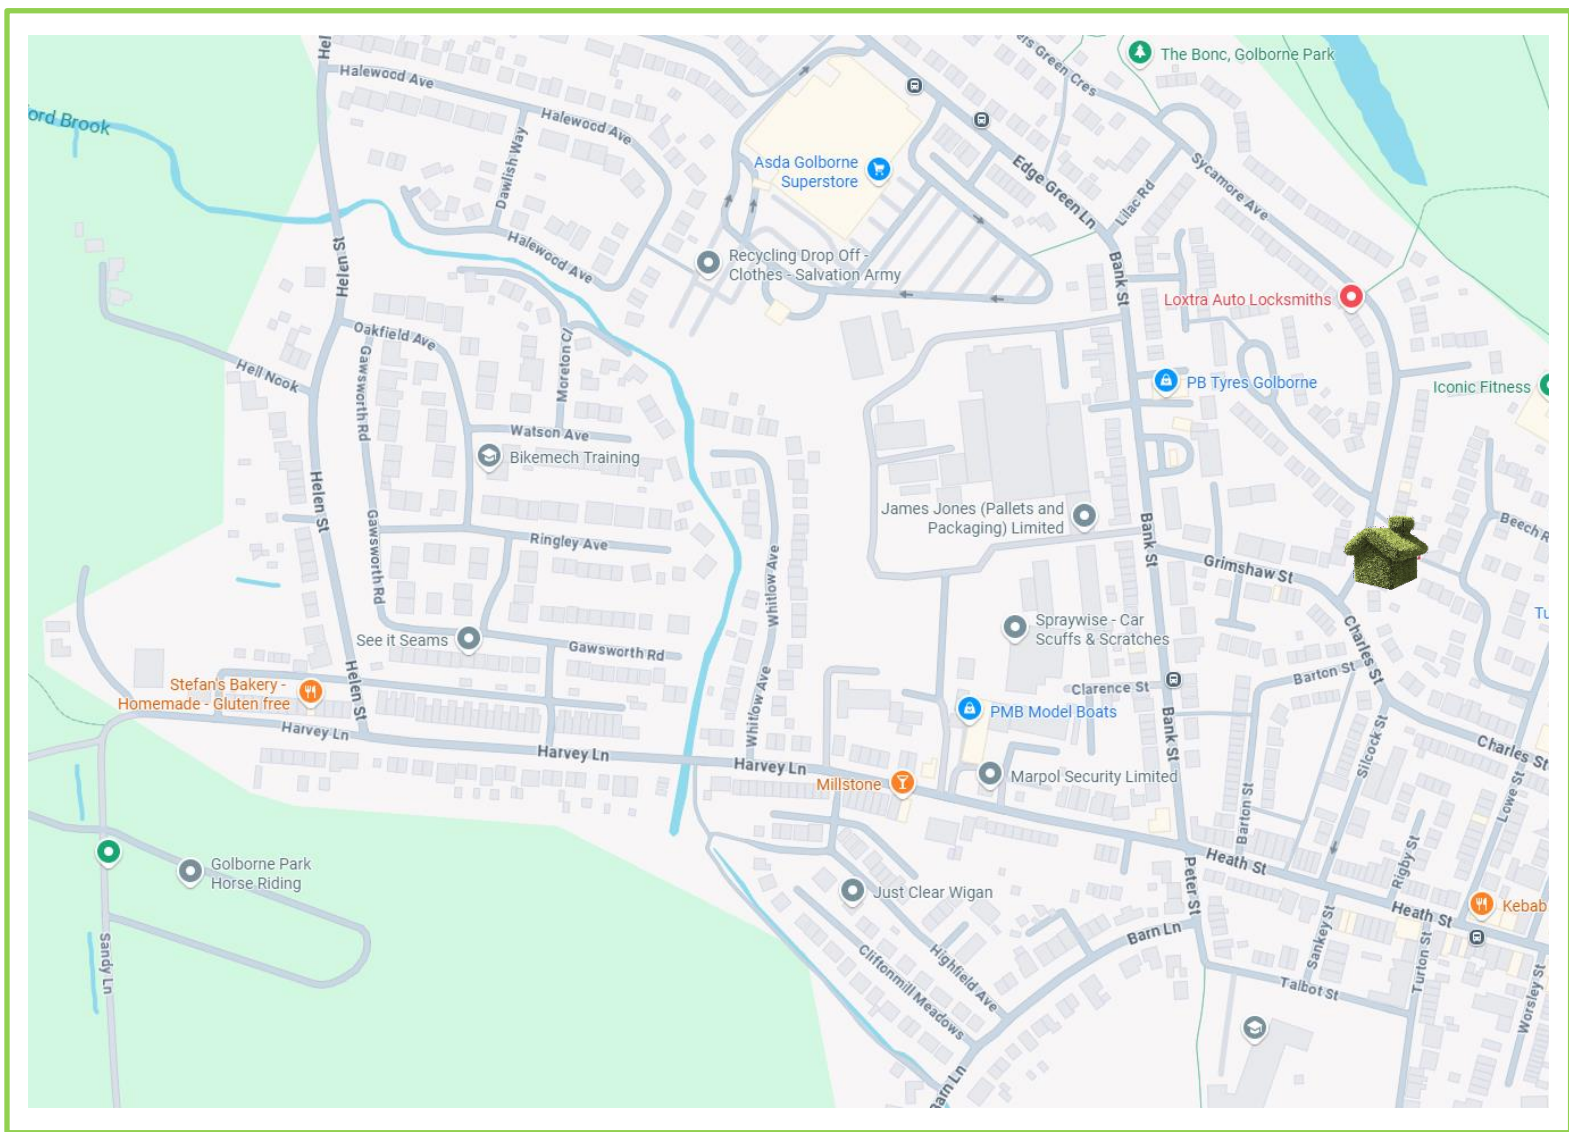 Hel
Halewood Ave
els Green Cres
The Bonc, Golborne Park
ord Brook
Halewood Ave
Dawlish Way
Asda Golborne
Superstore
Edge Green Ln
Lilac Rd
Sycamore Ave
Helen St
Halewood Ave
Recycling Drop Off -
Clothes - Salvation Army
Bank St
Loxtra Auto Locksmiths
Oakfield Ave
Hell Nook
Gawsworth Rd
Moreton Cl
PB Tyres Golborne
Iconic Fitness
Watson Ave
Bikemech Training
Helen St
Gawsworth Rd
Ringley Ave
Whitlow Ave
James Jones (Pallets and
Packaging) Limited
Bank St
Grimshaw St
Beech R
Tu
See it Seams
Gawsworth Rd
Spraywise - Car
Scuffs & Scratches
Charles St
Stefan's Bakery -
Homemade - Gluten free
Helen St
Whitlow Ave
Clarence St
Barton St
PMB Model Boats
Bank St
Silcock St
Charles St
Harvey Ln
Harvey Ln
Harvey Ln
Millstone
Marpol Security Limited
Barton St
Lowe St
Golborne Park
Horse Riding
Just Clear Wigan
Peter St
Heath St
Rigby St
Kebab
Heath St
Sandy Ln
Cliftonmill Meadows
Highfield Ave
Barn Ln
Sankey St
Turton St
Talbot St
Worsley St
Barn Ln